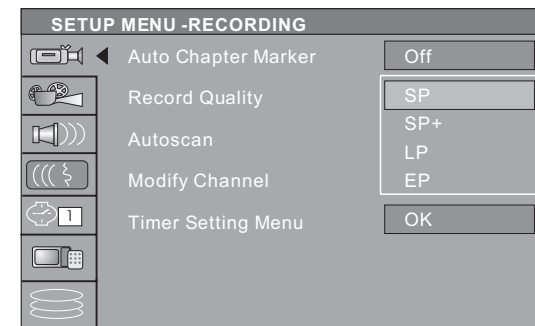 SETUP MENU -RECORDING
Auto Chapter Marker Off
Record Quality SP
SP+
Autoscan
LP
Modify Channel EP
1
Timer Setting Menu OK